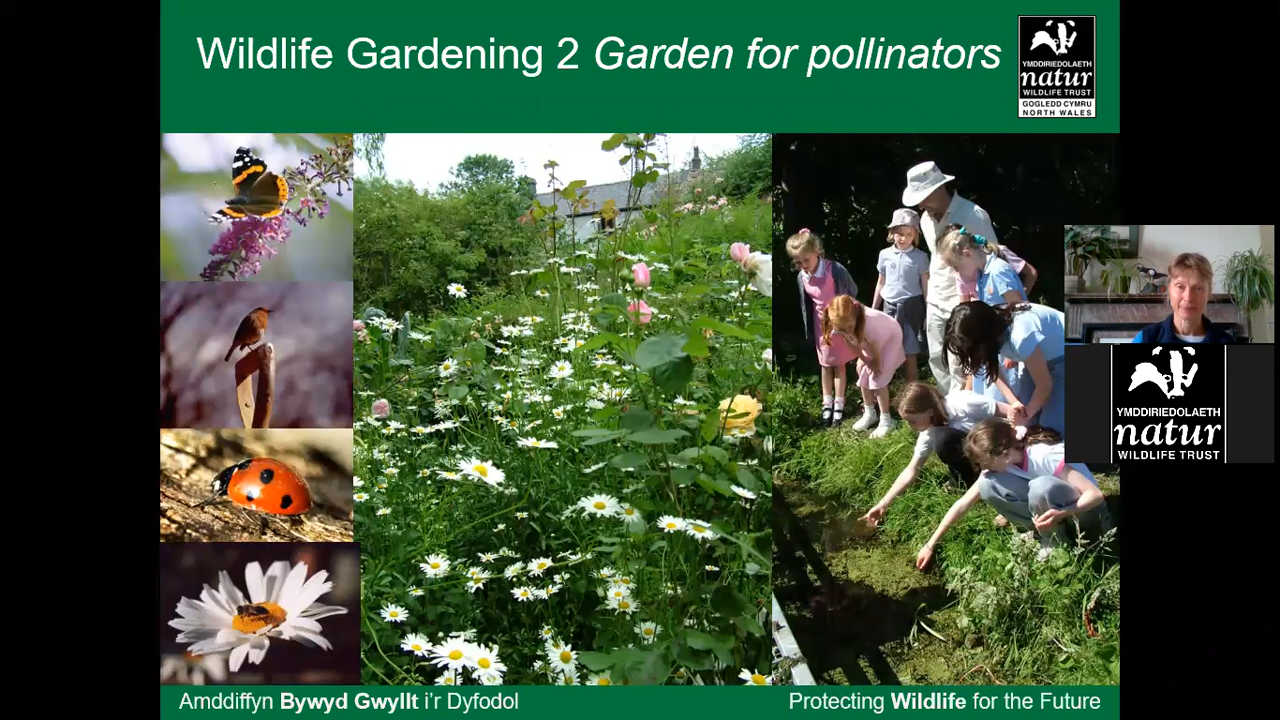 Wildlife Gardening 2 Garden for pollinators
YMDDIRIEDOLAETH
natur
WILDLIFE TRUST
GOGLEDD CYMRU
NORTH WALES
YMDDIRIEDOLAETH
natur
WILDLIFE TRUST
Amddiffyn Bywyd Gwyllt i'r Dyfodol
Protecting Wildlife for the Future